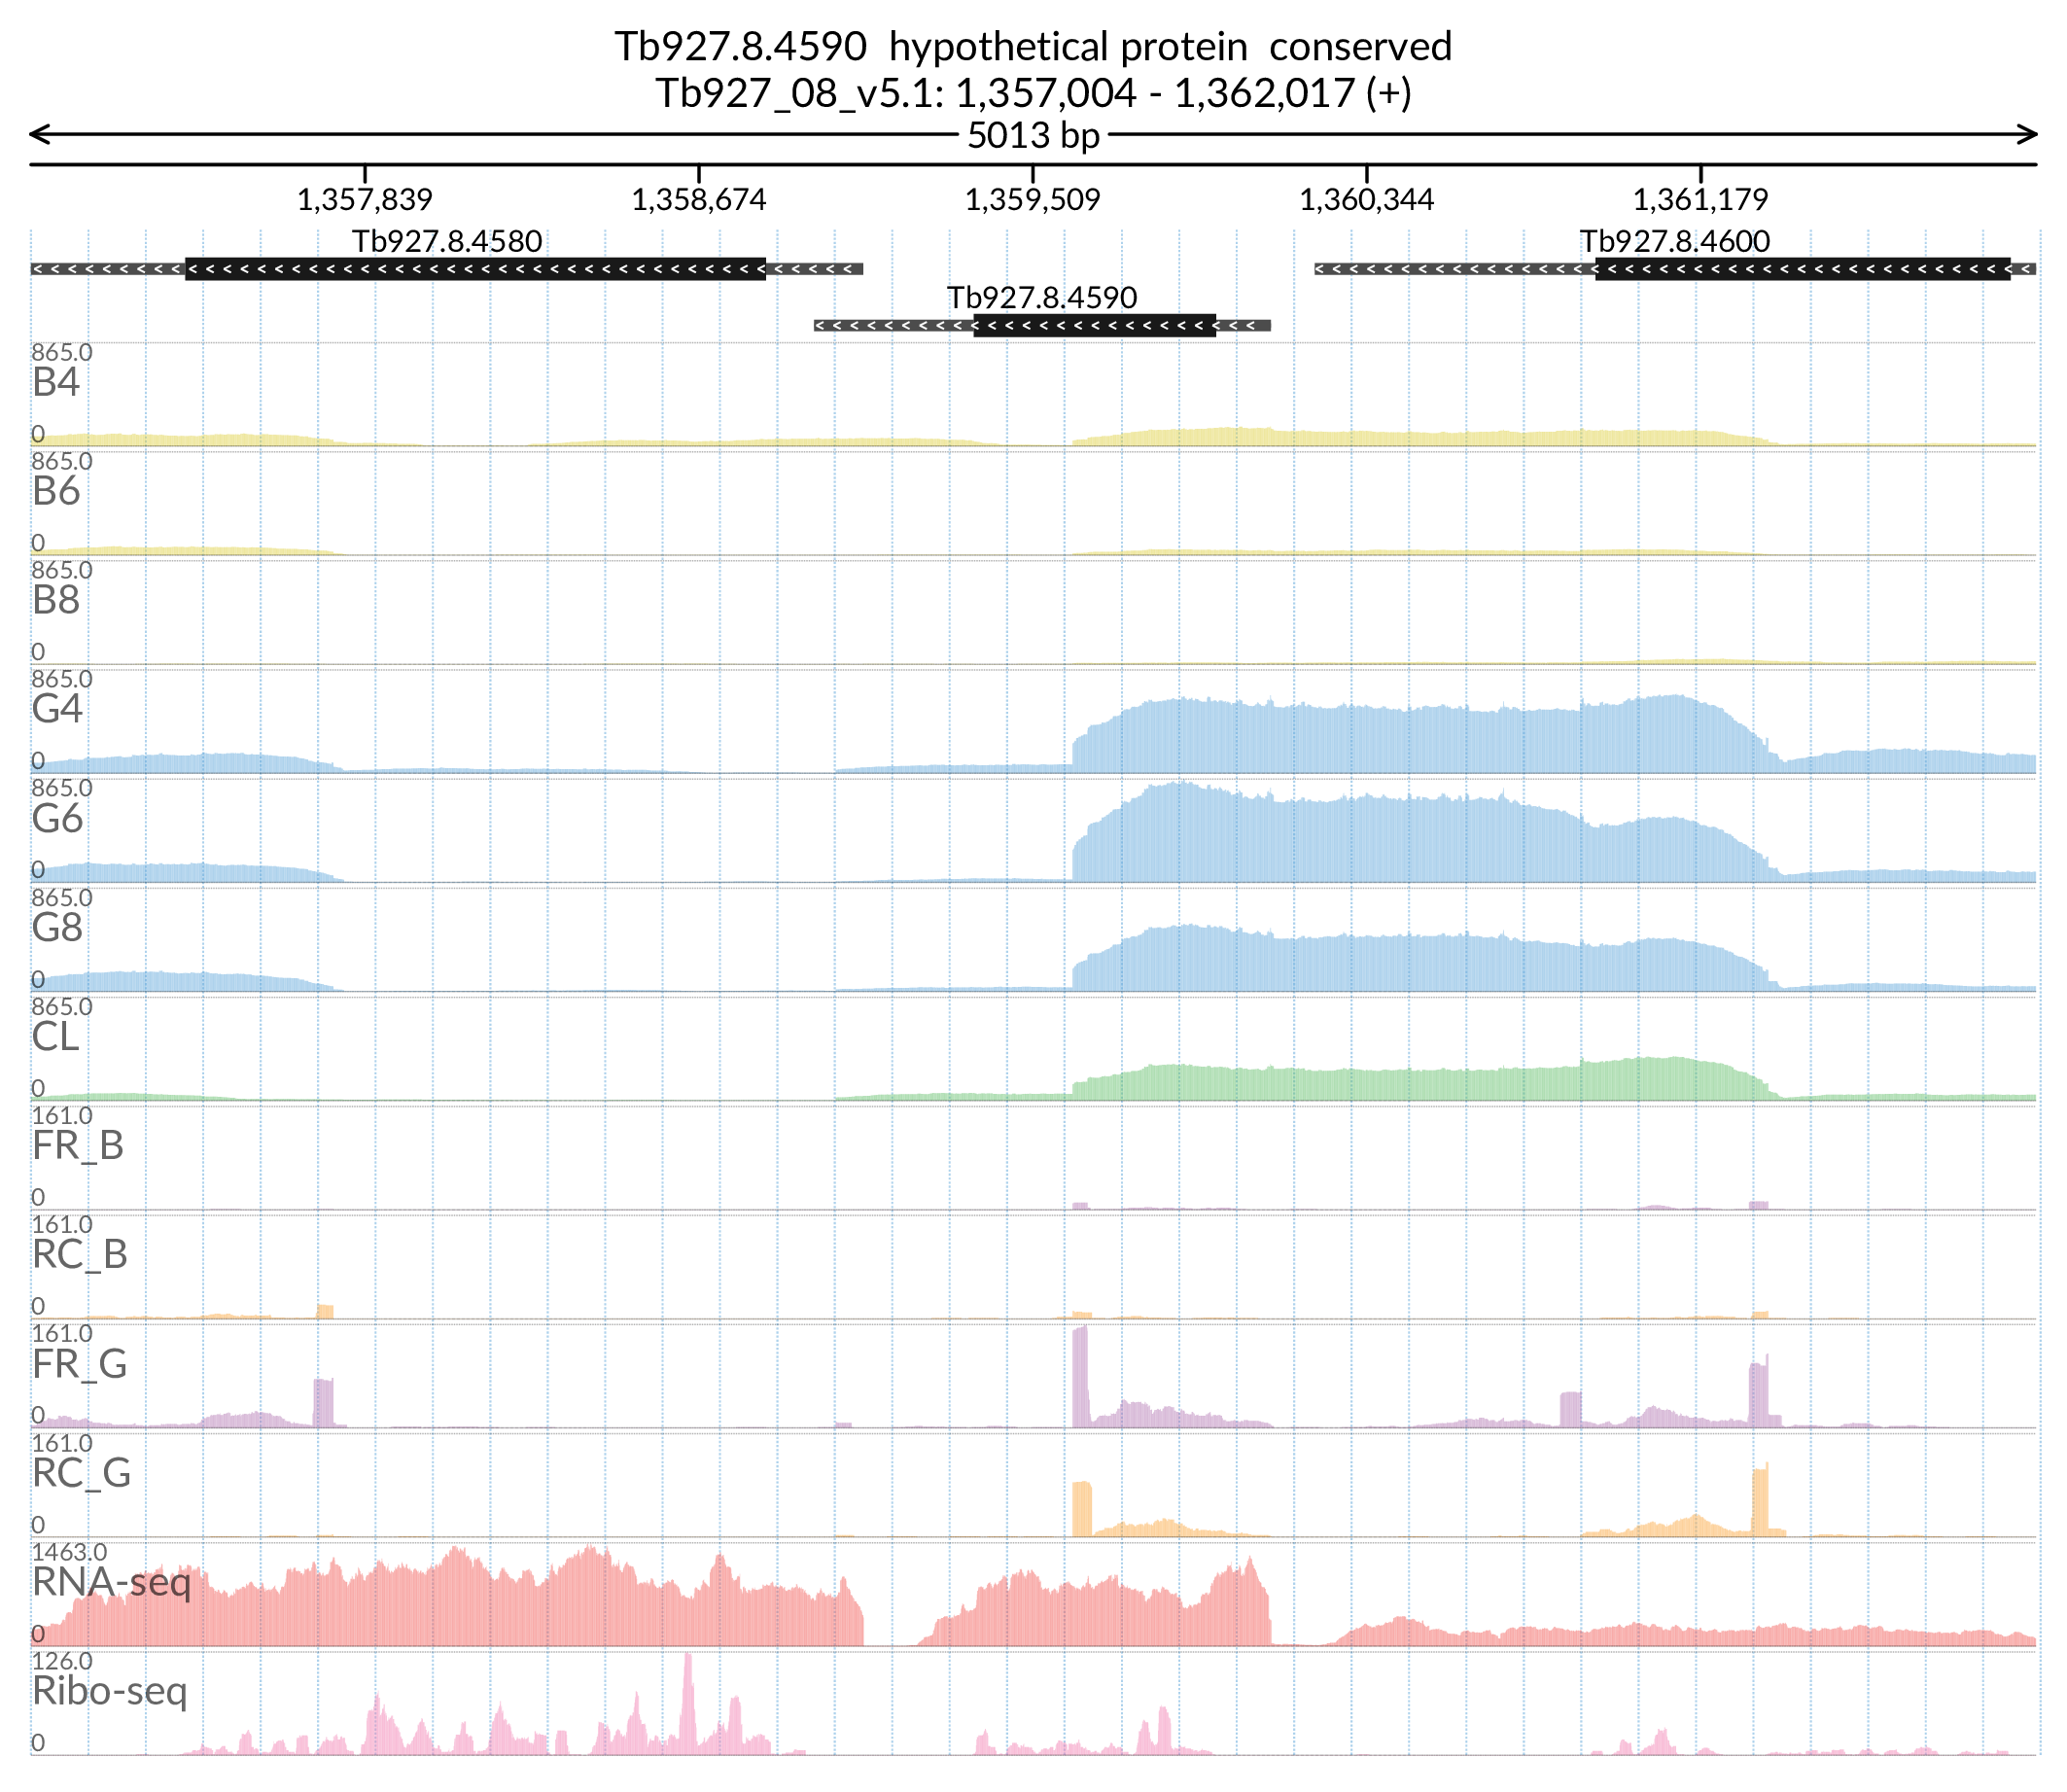 Tb927.8.4590  hypothetical protein  conserved
Tb927_08_v5.1: 1,357,004 - 1,362,017 (+)
5013 bp
1,357,839 1,358,674 1,359,509 1,360,344 1,361,179
Tb927.8.4580 Tb927.8.4600
Tb927.8.4590
865.0
B4
0
865.0
B6
0
865.0
B8
0
865.0
G4
0
865.0
G6
0
865.0
G8
0
865.0
CL
0
161.0
FR_B
0
161.0
RC_B
0
161.0
FR_G
0
161.0
RC_G
0
1463.0
RNA-seq
0
126.0
Ribo-seq
0